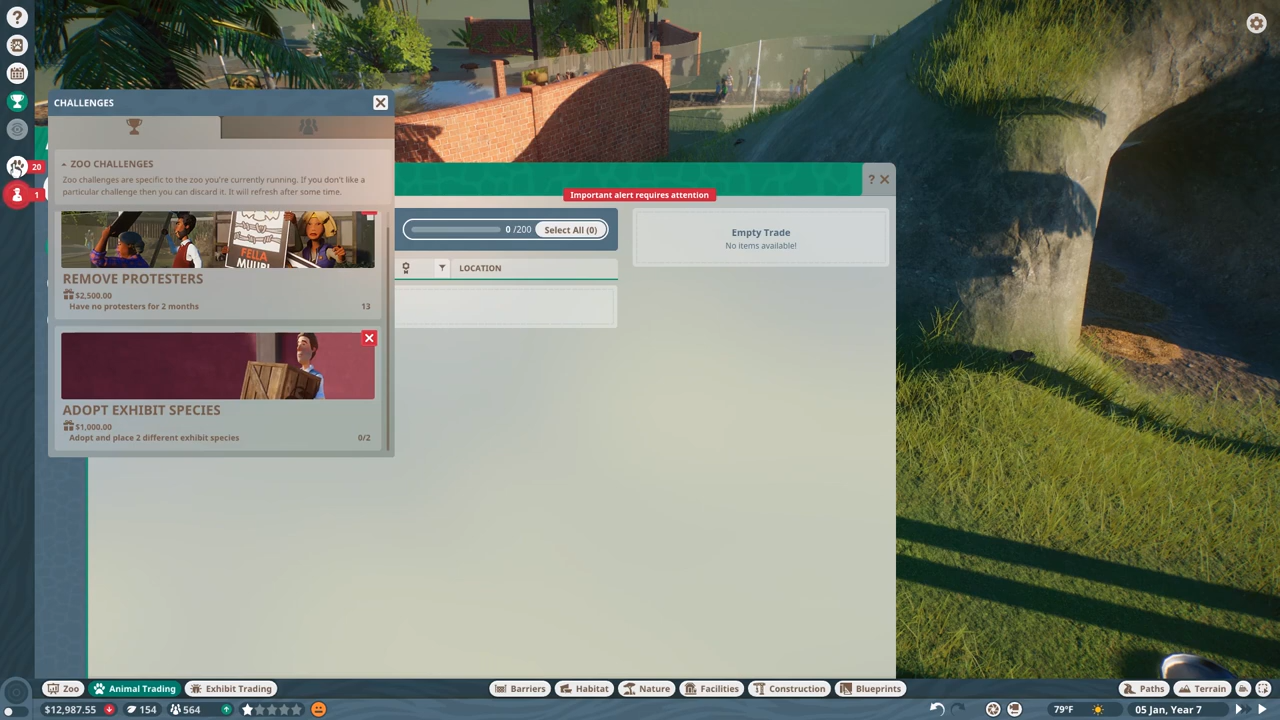 ?
CHALLENGES
20
1
ZOO CHALLENGES
Zoo challenges are specific to the zoo you're currently running. If you don't like a
particular challenge then you can discard it. It will refresh after some time.
FELLA
REMOVE PROTESTERS
$2,500.00
Have no protesters for 2 months 13
ADOPT EXHIBIT SPECIES
$1,000.00
Adopt and place 2 different exhibit species 0/2
?
Important alert requires attention
0 /200 Select All (0)
LOCATION
Empty Trade
No items available!
Zoo Animal Trading Exhibit Trading Barriers Habitat Nature Facilities Construction Blueprints Paths Terrain
$12,987.55 154 564 79°F 05 Jan, Year 7